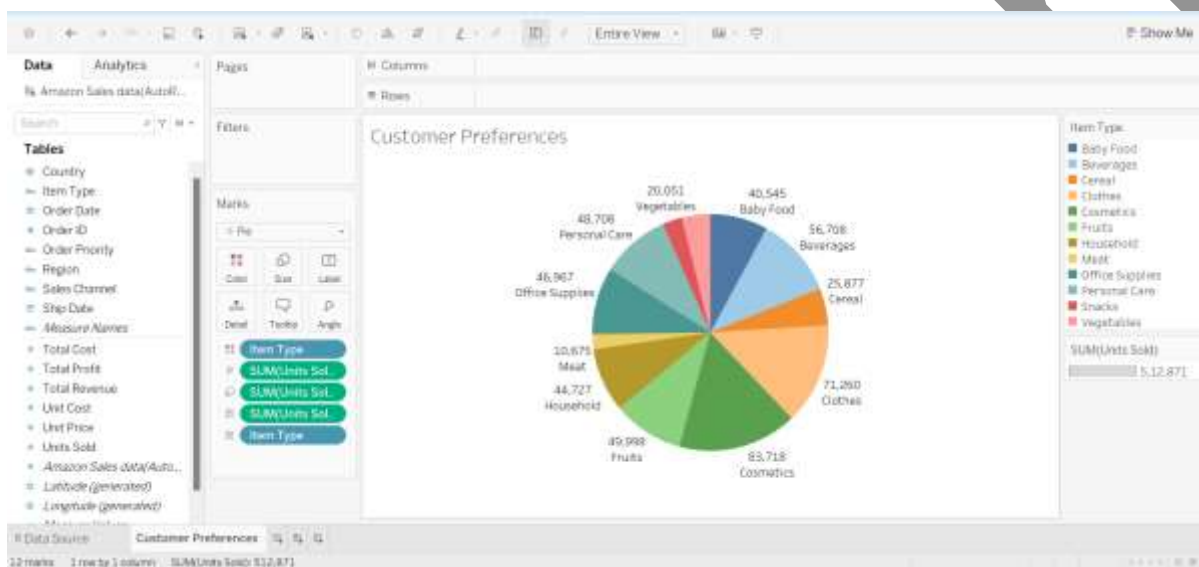 Entire View
Show Me
Data Analytics
Pages
Columns
Amazon Sales data(AutoR...
Rows
Search
Filters
Tables
Country
Item Type
Order Date
Order ID
Order Priority
Region
Sales Channel
Ship Date
Measure Names
Total Cost
Total Profit
Total Revenue
Unit Cost
Unit Price
Units Sold
Amazon Sales data(Auto...
Latitude (generated)
Longitude (generated)
Marks
Pie
Color Size Label
Detail Tooltip Angle
Item Type
SUM(Units Sol..
SUM(Units Sol..
SUM(Units Sol..
Item Type
Customer Preferences
20,051
Vegetables
40,545
Baby Food
48,708
Personal Care
56,708
Beverages
46,967
Office Supplies
25,877
Cereal
10,675
Meat
71,260
Clothes
44,727
Household
49,998
Fruits
83,718
Cosmetics
Item Type
Baby Food
Beverages
Cereal
Clothes
Cosmetics
Fruits
Household
Meat
Office Supplies
Personal Care
Snacks
Vegetables
SUM(Units Sold)
5,12,871
Data Source Customer Preferences
12 marks 1 row by 1 column SUM(Units Sold): 512,871